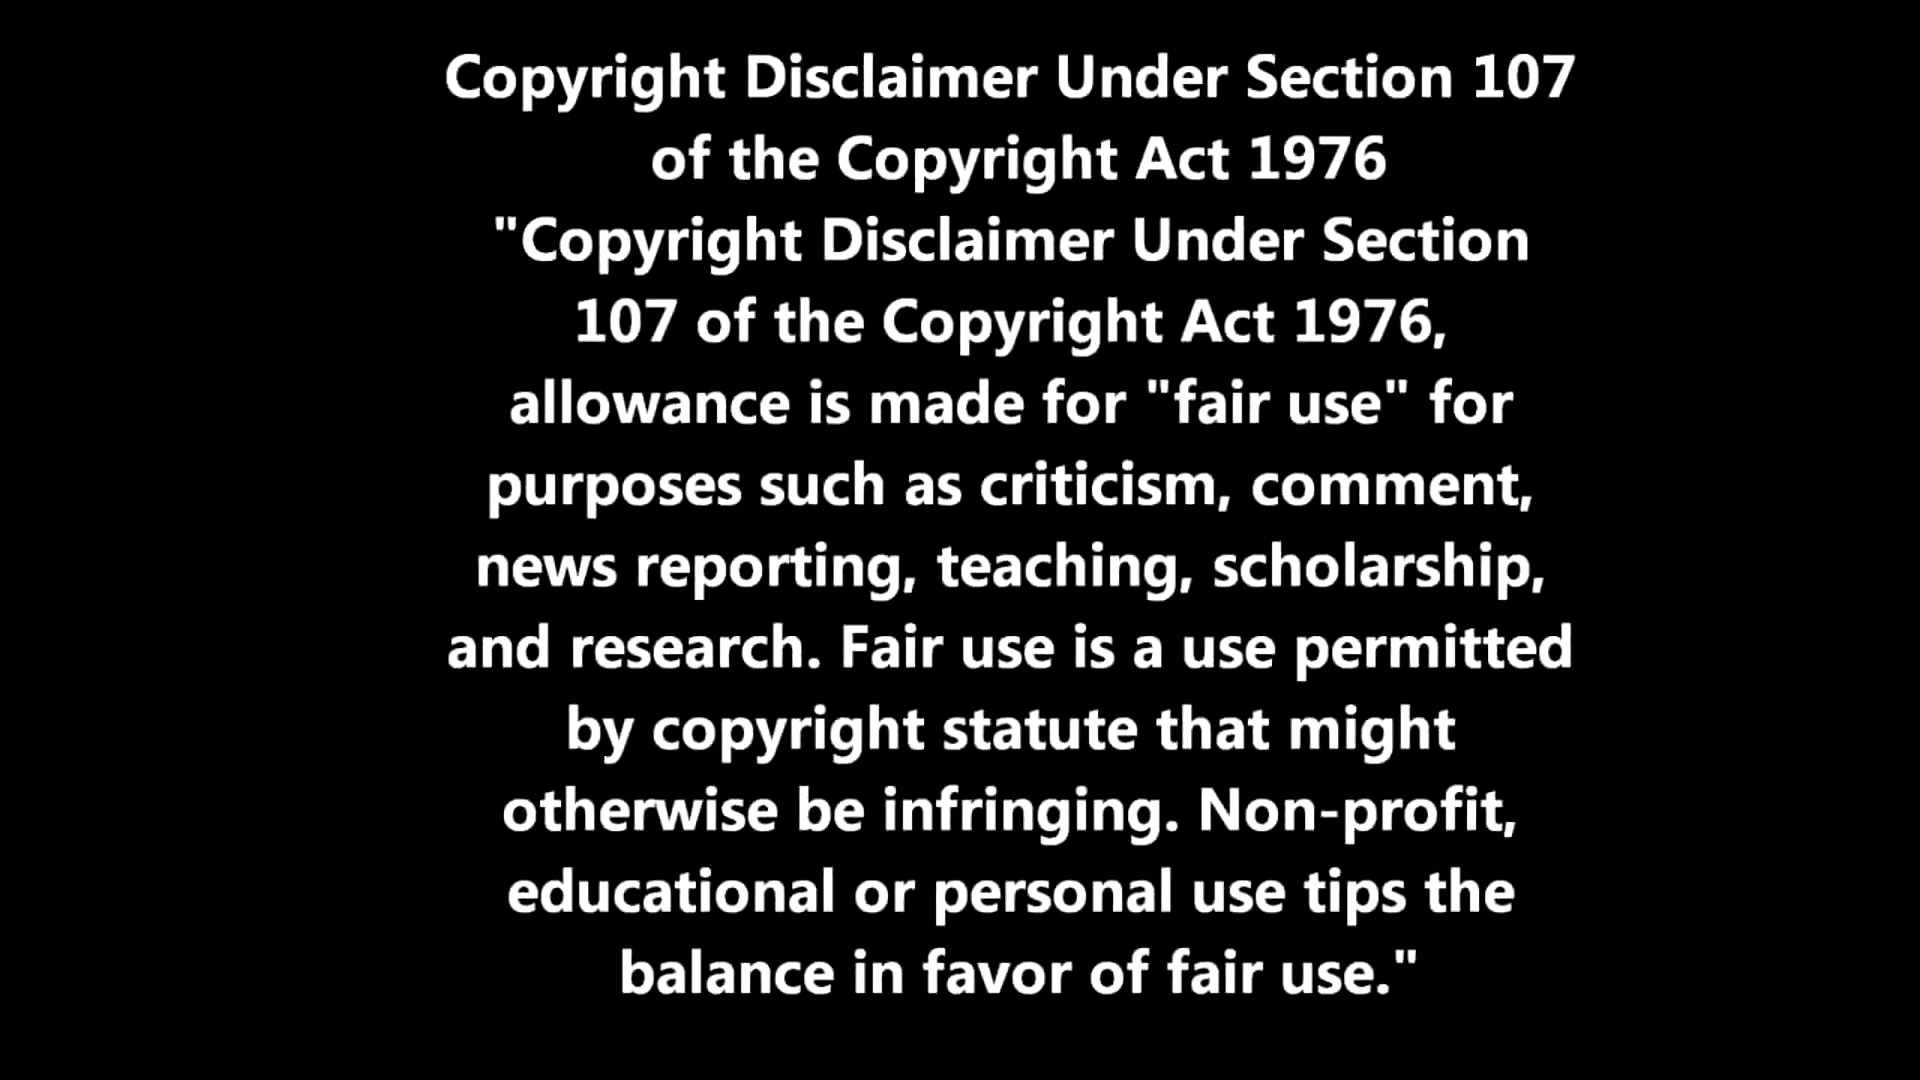 Copyright Disclaimer Under Section 107
of the Copyright Act 1976
"Copyright Disclaimer Under Section
107 of the Copyright Act 1976,
allowance is made for "fair use" for
purposes such as criticism, comment,
news reporting, teaching, scholarship,
and research. Fair use is a use permitted
by copyright statute that might
otherwise be infringing. Non-profit,
educational or personal use tips the
balance in favor of fair use."